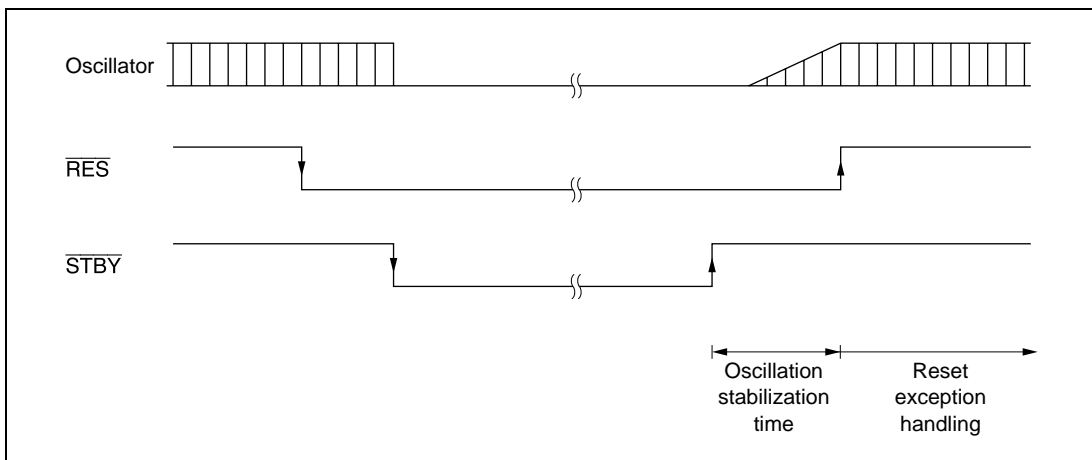 Oscillator
RES
STBY
Oscillation
stabilization
time
Reset
exception
handling